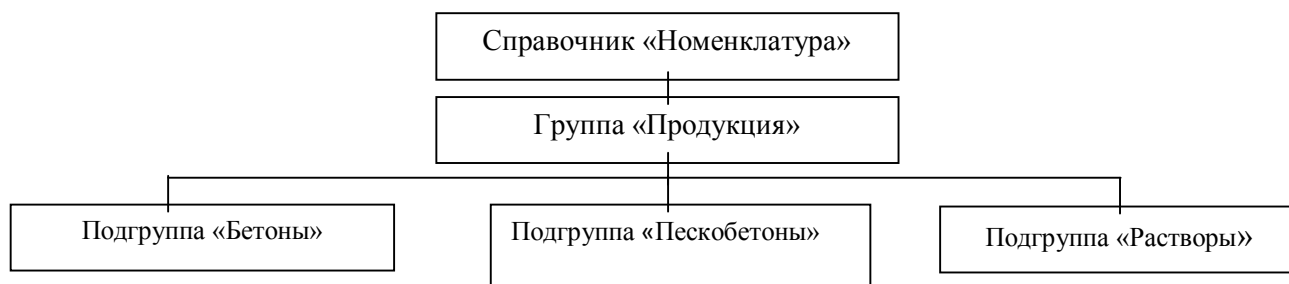 Справочник «Номенклатура»
Группа «Продукция»
Подгруппа «Бетоны»
Подгруппа «Пескобетоны»
Подгруппа «Растворы»